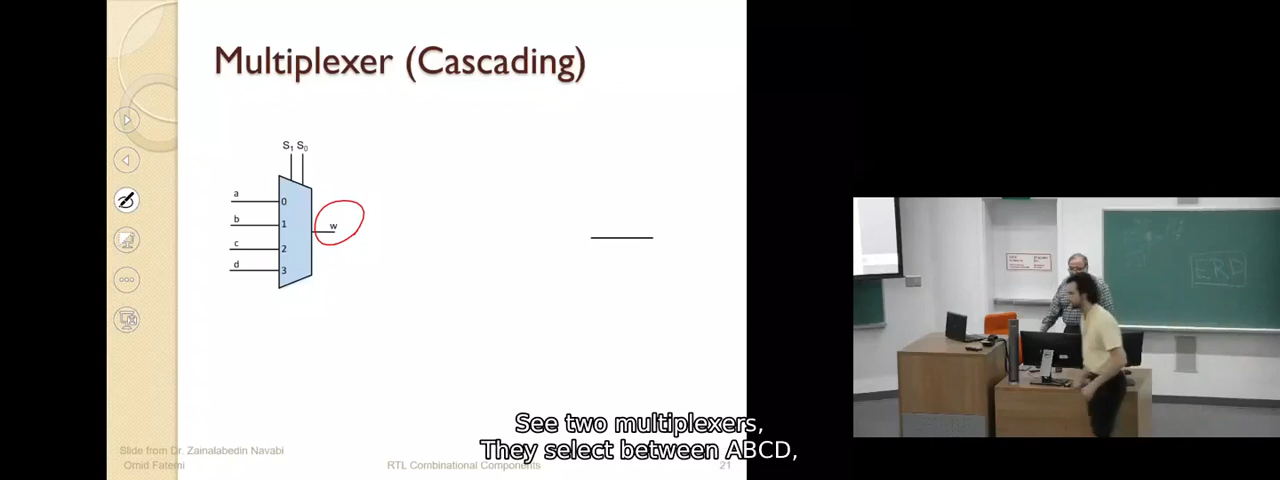 Multiplexer (Cascading)
S1 S0
a 0
b 1
w
c 2
d 3
ERD
See two multiplexers,
They select between ABCD,
Slide from Dr. Zainalabedin Navabi
Omid Fatemi
RTL Combinational Components
21